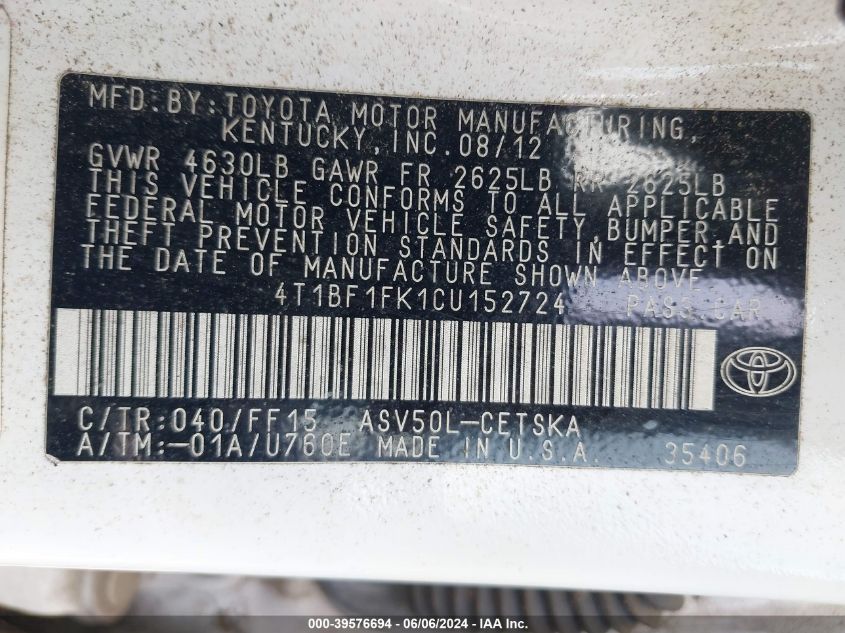 MFD. BY: TOYOTA MOTOR MANUFACTURING,
KENTUCKY, INC. 08/12
GVWR 4630LB GAWR FR 2625LB RR 2625LB
THIS VEHICLE CONFORMS TO ALL APPLICABLE
FEDERAL MOTOR VEHICLE SAFETY, BUMPER, AND
THEFT PREVENTION STANDARDS IN EFFECT ON
THE DATE OF MANUFACTURE SHOWN ABOVE.
4T1BF1FK1CU152724 PASS. CAR
C/TR: 040/FF15 ASV50L-CETSKA
A/TM: -01A/U760E MADE IN U.S.A. 35406
000-39576694 - 06/06/2024 - IAAI.com